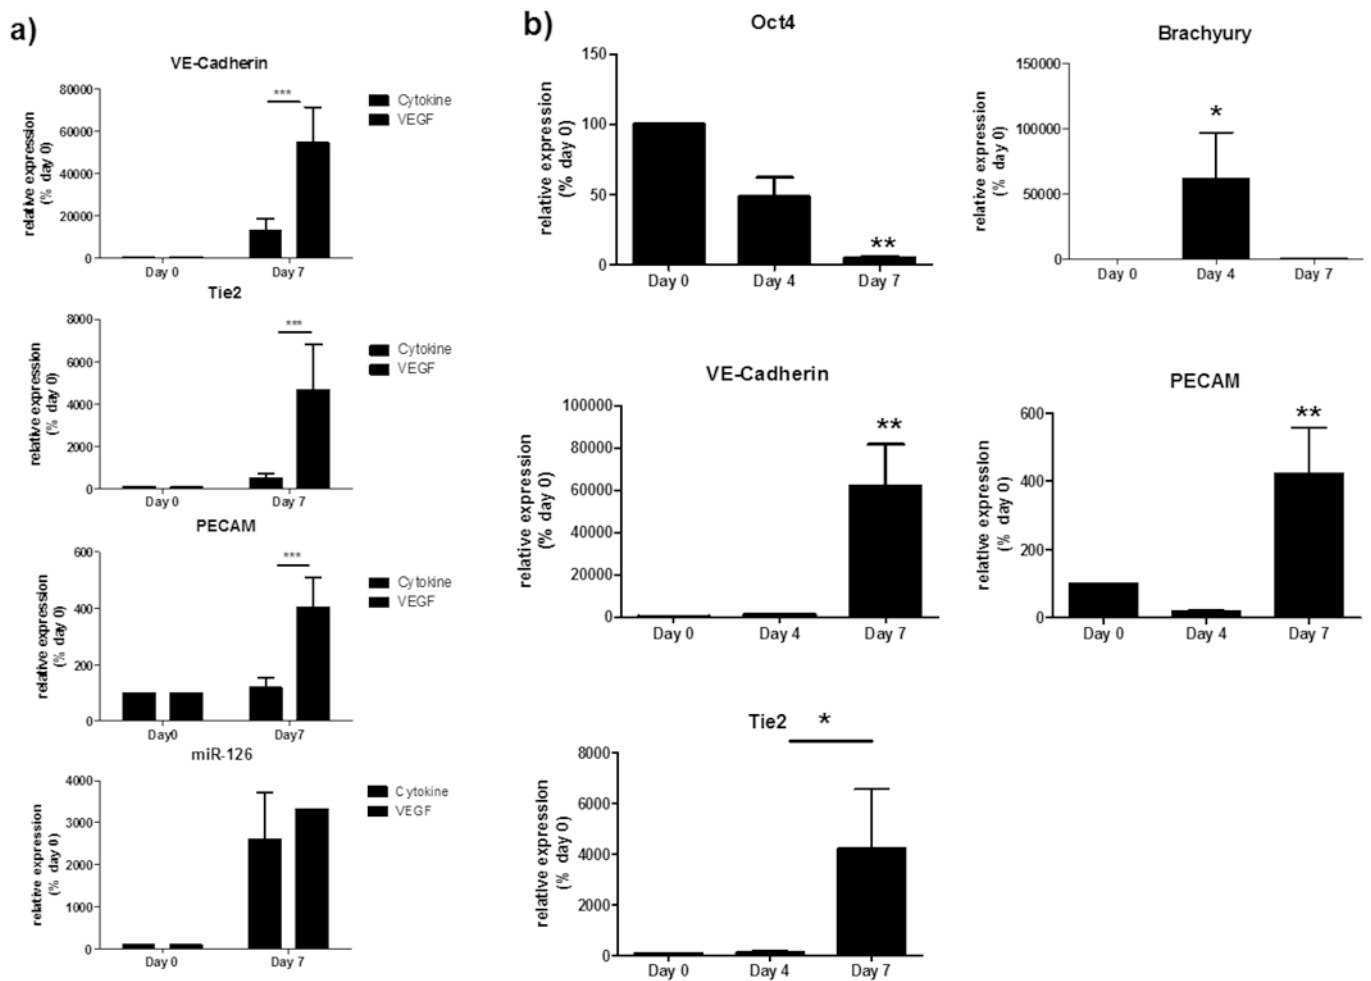 a)
VE-Cadherin
80000
60000
40000
20000
0
relative expression
(% day 0)
***
Day 0
Day 7
Cytokine
VEGF
Tie2
8000
6000
4000
2000
0
relative expression
(% day 0)
***
Day 0
Day 7
Cytokine
VEGF
PECAM
600
400
200
0
relative expression
(% day 0)
***
Day0
Day7
Cytokine
VEGF
miR-126
4000
3000
2000
1000
0
relative expression
(% day 0)
Day 0
Day 7
Cytokine
VEGF
b)
Oct4
150
100
50
0
relative expression
(% day 0)
**
Day 0
Day 4
Day 7
Brachyury
150000
100000
50000
0
relative expression
(% day 0)
*
Day 0
Day 4
Day 7
VE-Cadherin
100000
80000
60000
40000
20000
0
relative expression
(% day 0)
**
Day 0
Day 4
Day 7
PECAM
600
400
200
0
relative expression
(% day 0)
**
Day 0
Day 4
Day 7
Tie2
*
8000
6000
4000
2000
0
relative expression
(% day 0)
Day 0
Day 4
Day 7